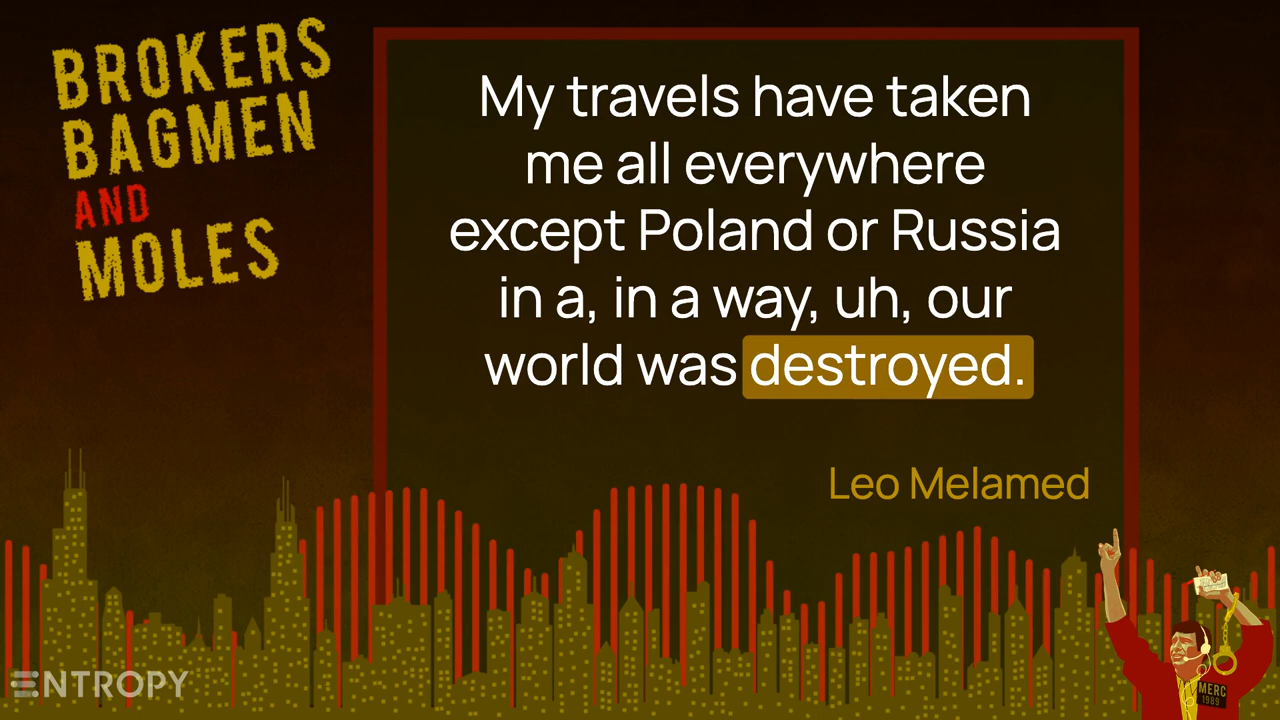 BROKERS
BAGMEN
AND
MOLES
My travels have taken
me all everywhere
except Poland or Russia
in a, in a way, uh, our
world was destroyed.
Leo Melamed
ENTROPY
MERC
1989